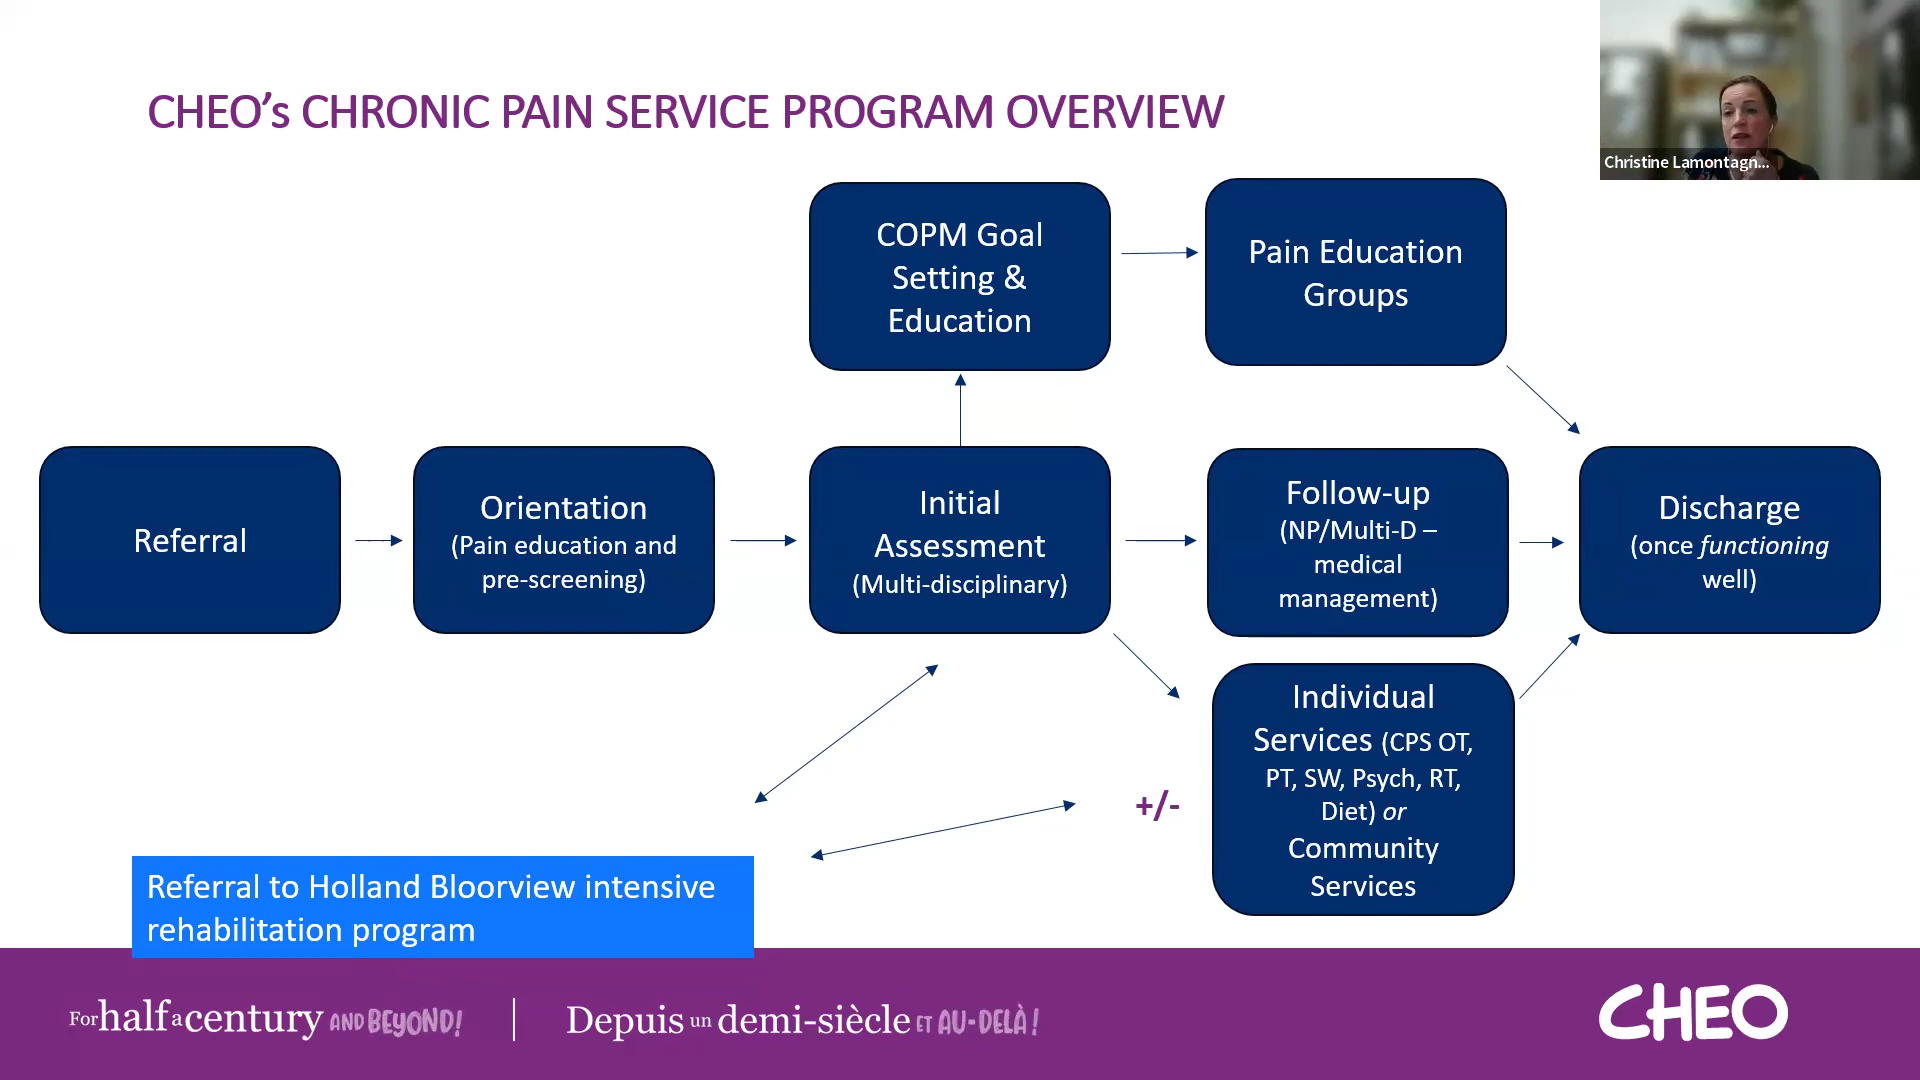 CHEO’s CHRONIC PAIN SERVICE PROGRAM OVERVIEW
Christine Lamontagn...
COPM Goal
Setting &
Education
Pain Education
Groups
Referral
Orientation
(Pain education and
pre-screening)
Initial
Assessment
(Multi-disciplinary)
Follow-up
(NP/Multi-D –
medical
management)
Discharge
(once functioning
well)
+/-
Individual
Services (CPS OT,
PT, SW, Psych, RT,
Diet) or
Community
Services
Referral to Holland Bloorview intensive
rehabilitation program
For half a century AND BEYOND!
Depuis un demi-siècle ET AU-DELÀ!
CHEO